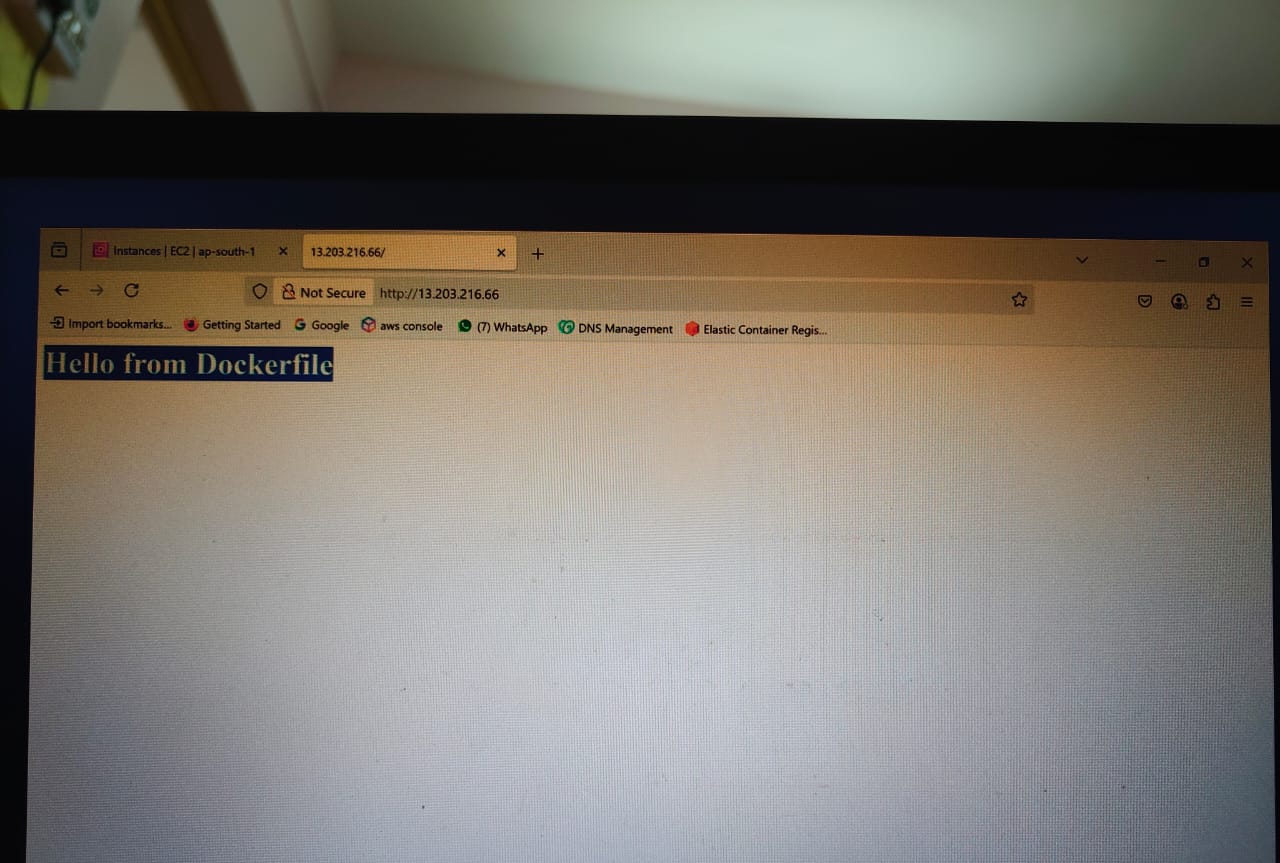 Instances | EC2 | ap-south-1
13.203.216.66/
Not Secure
http://13.203.216.66
Import bookmarks...
Getting Started
Google
aws console
(7) WhatsApp
DNS Management
Elastic Container Regis...
Hello from Dockerfile